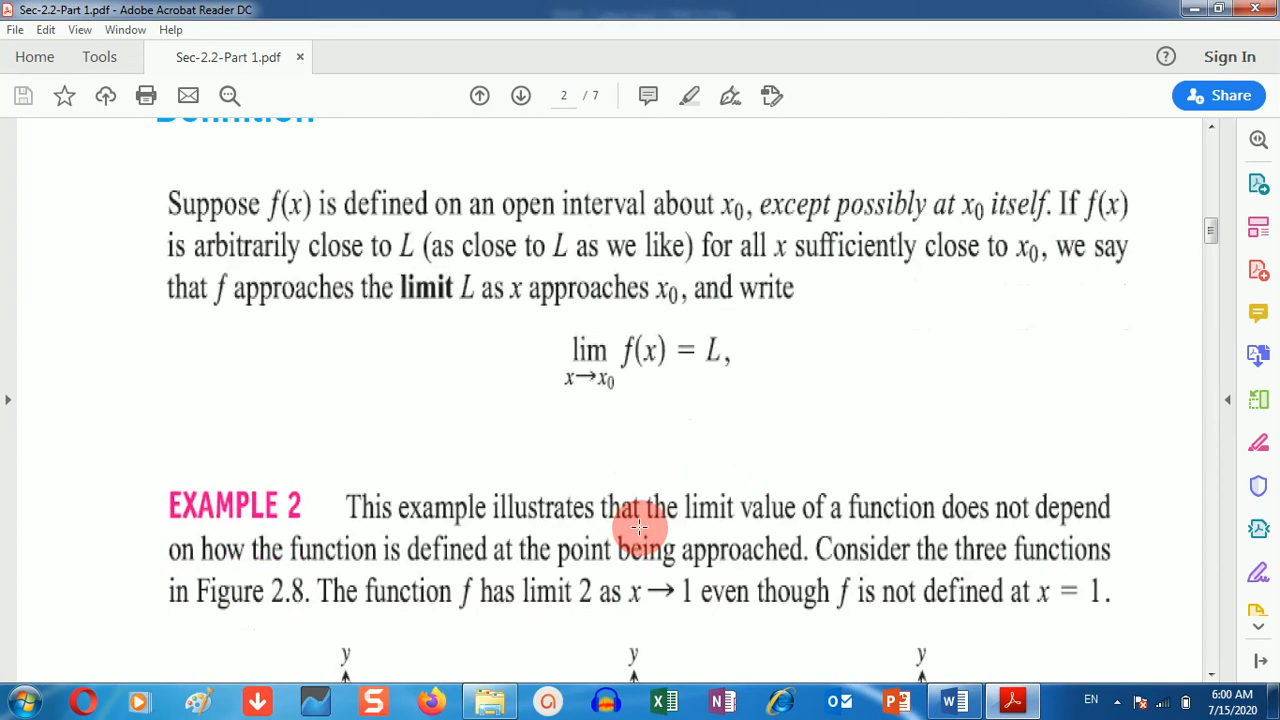 Sec-2.2-Part 1.pdf - Adobe Acrobat Reader DC
File Edit View Window Help
Home Tools Sec-2.2-Part 1.pdf × Sign In
2 / 7 Share
Definition
Suppose f(x) is defined on an open interval about x₀, except possibly at x₀ itself. If f(x)
is arbitrarily close to L (as close to L as we like) for all x sufficiently close to x₀, we say
that f approaches the limit L as x approaches x₀, and write
lim f(x) = L,
x→x₀
EXAMPLE 2 This example illustrates that the limit value of a function does not depend
on how the function is defined at the point being approached. Consider the three functions
in Figure 2.8. The function f has limit 2 as x → 1 even though f is not defined at x = 1.
y y y
EN 6:00 AM
7/15/2020